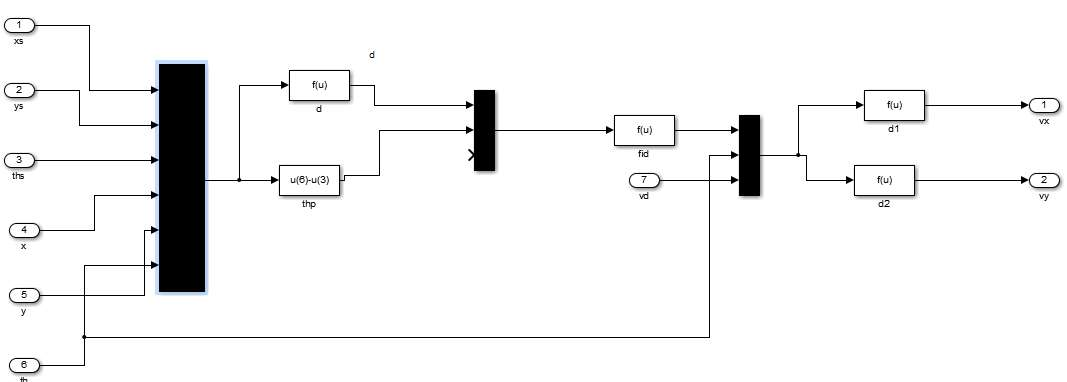 1
xs
2
ys
3
ths
4
x
5
y
6
th
d
f(u)
d
u(6)-u(3)
thp
f(u)
fid
7
vd
f(u)
d1
f(u)
d2
1
vx
2
vy